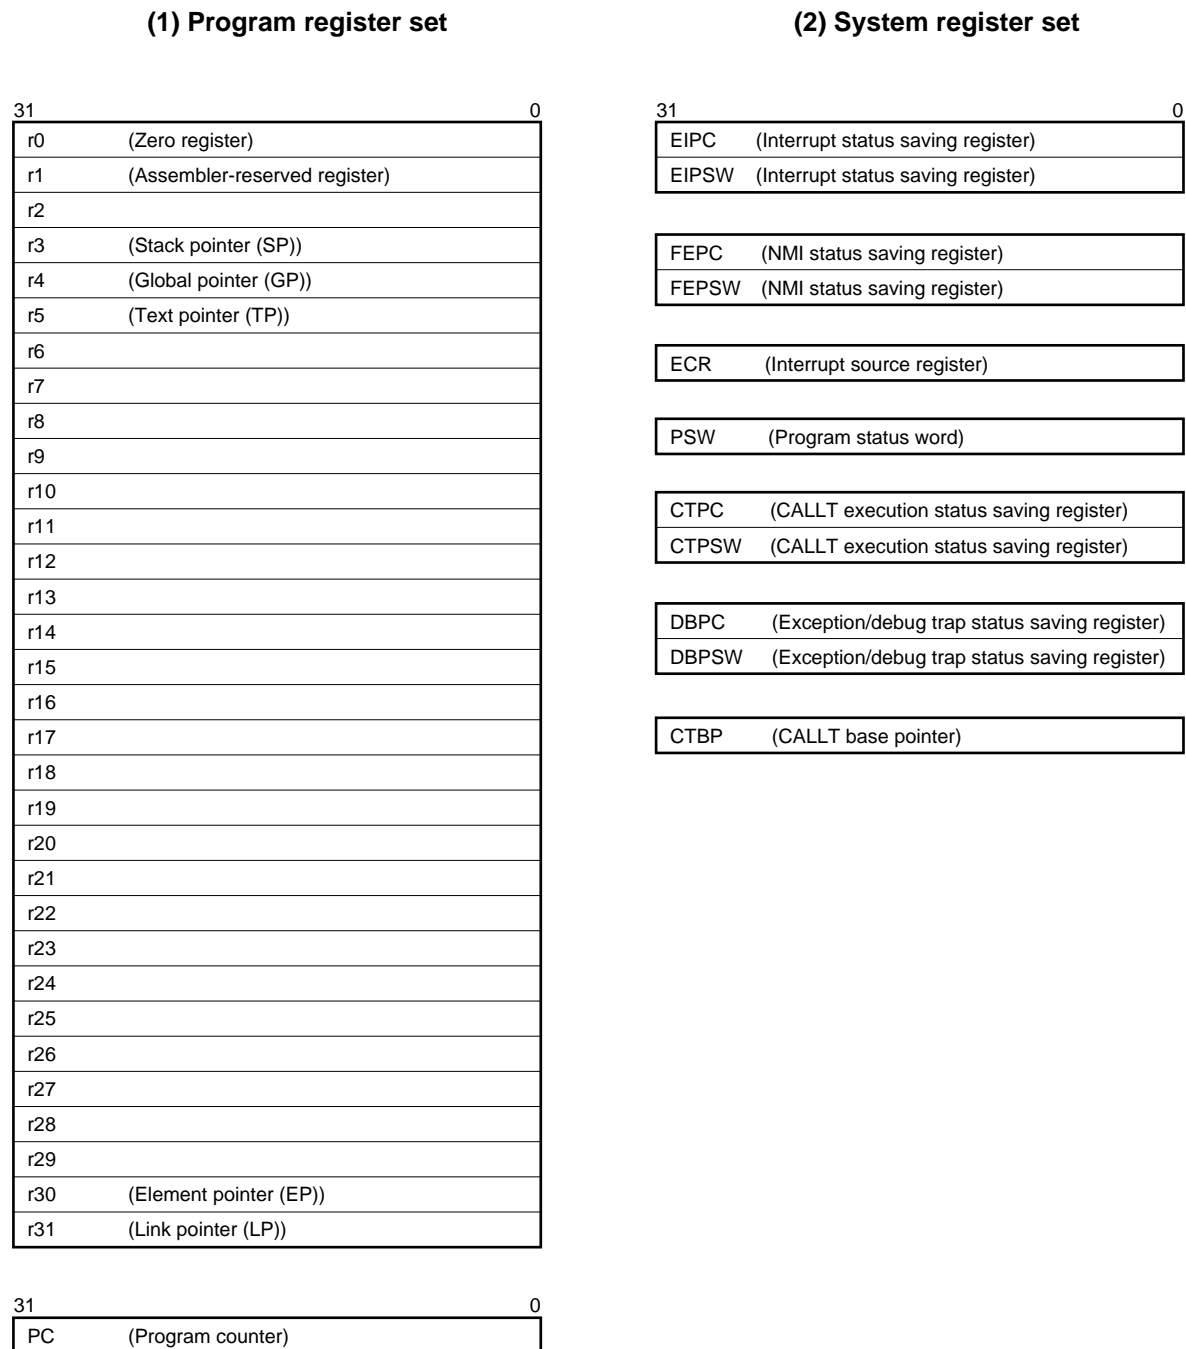 (1) Program register set
31 0
r0 (Zero register)
r1 (Assembler-reserved register)
r2
r3 (Stack pointer (SP))
r4 (Global pointer (GP))
r5 (Text pointer (TP))
r6
r7
r8
r9
r10
r11
r12
r13
r14
r15
r16
r17
r18
r19
r20
r21
r22
r23
r24
r25
r26
r27
r28
r29
r30 (Element pointer (EP))
r31 (Link pointer (LP))
31 0
PC (Program counter)
(2) System register set
31 0
EIPC (Interrupt status saving register)
EIPSW (Interrupt status saving register)
FEPC (NMI status saving register)
FEPSW (NMI status saving register)
ECR (Interrupt source register)
PSW (Program status word)
CTPC (CALLT execution status saving register)
CTPSW (CALLT execution status saving register)
DBPC (Exception/debug trap status saving register)
DBPSW (Exception/debug trap status saving register)
CTBP (CALLT base pointer)